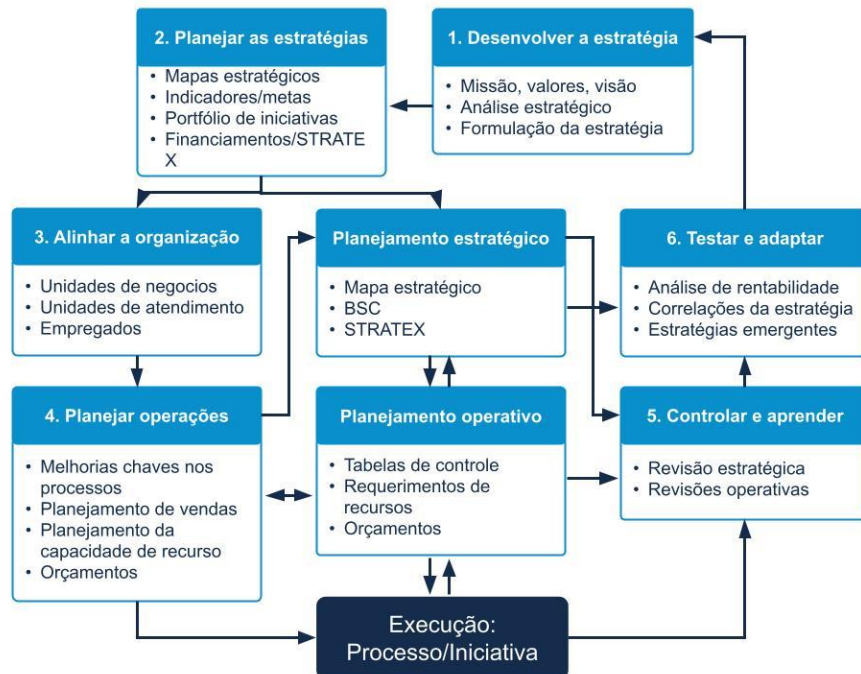 2. Planejar as estratégias
• Mapas estratégicos
• Indicadores/metas
• Portfólio de iniciativas
• Financiamentos/STRATE
X
1. Desenvolver a estratégia
• Missão, valores, visão
• Análise estratégico
• Formulação da estratégia
3. Alinhar a organização
• Unidades de negocios
• Unidades de atendimento
• Empregados
Planejamento estratégico
• Mapa estratégico
• BSC
• STRATEX
6. Testar e adaptar
• Análise de rentabilidade
• Correlações da estratégia
• Estratégias emergentes
4. Planejar operações
• Melhorias chaves nos
processos
• Planejamento de vendas
• Planejamento da
capacidade de recurso
• Orçamentos
Planejamento operativo
• Tabelas de controle
• Requerimentos de
recursos
• Orçamentos
5. Controlar e aprender
• Revisão estratégica
• Revisões operativas
Execução:
Processo/Iniciativa